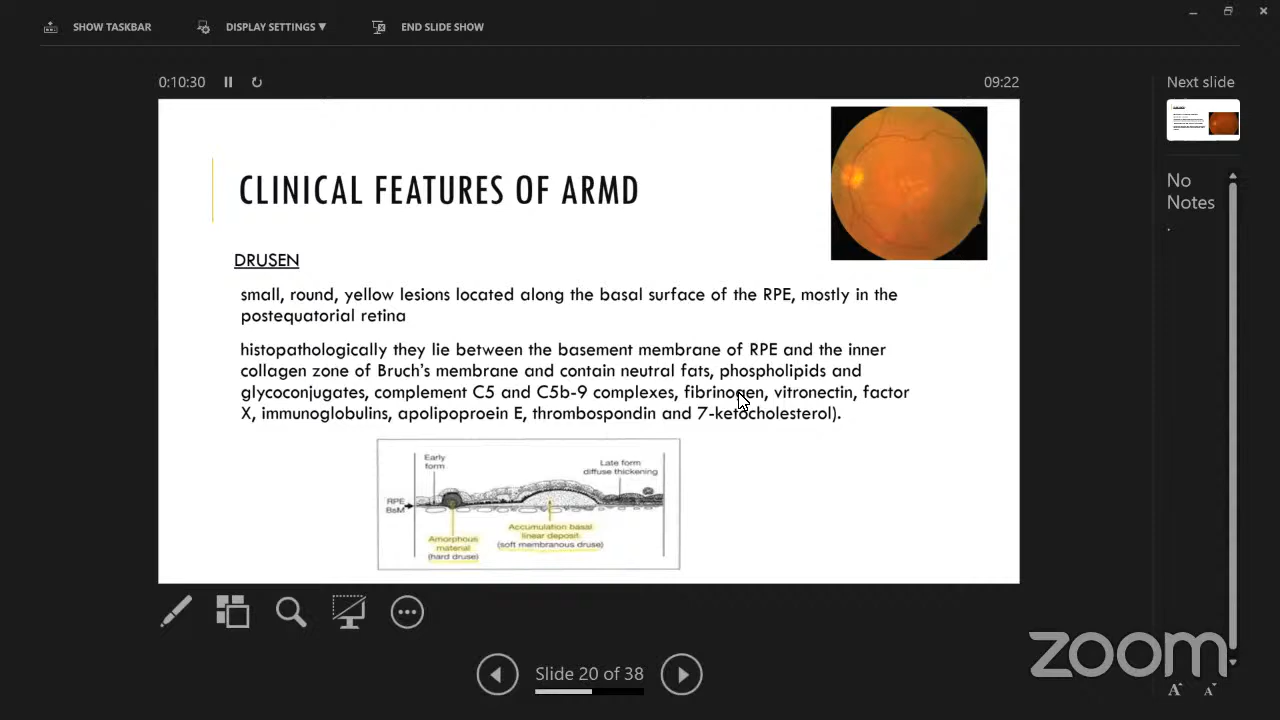 SHOW TASKBAR
DISPLAY SETTINGS ▼
END SLIDE SHOW
0:10:30
09:22
Next slide
No
Notes
.
CLINICAL FEATURES OF ARMD
DRUSEN
small, round, yellow lesions located along the basal surface of the RPE, mostly in the
postequatorial retina
histopathologically they lie between the basement membrane of RPE and the inner
collagen zone of Bruch's membrane and contain neutral fats, phospholipids and
glycoconjugates, complement C5 and C5b-9 complexes, fibrinogen, vitronectin, factor
X, immunoglobulins, apolipoproein E, thrombospondin and 7-ketocholesterol).
Early
form
Late form
diffuse thickening
RPE
BsM
Amorphous
material
(hard druse)
Accumulation basal
linear deposit
(soft membranous druse)
Slide 20 of 38
zoom
A A